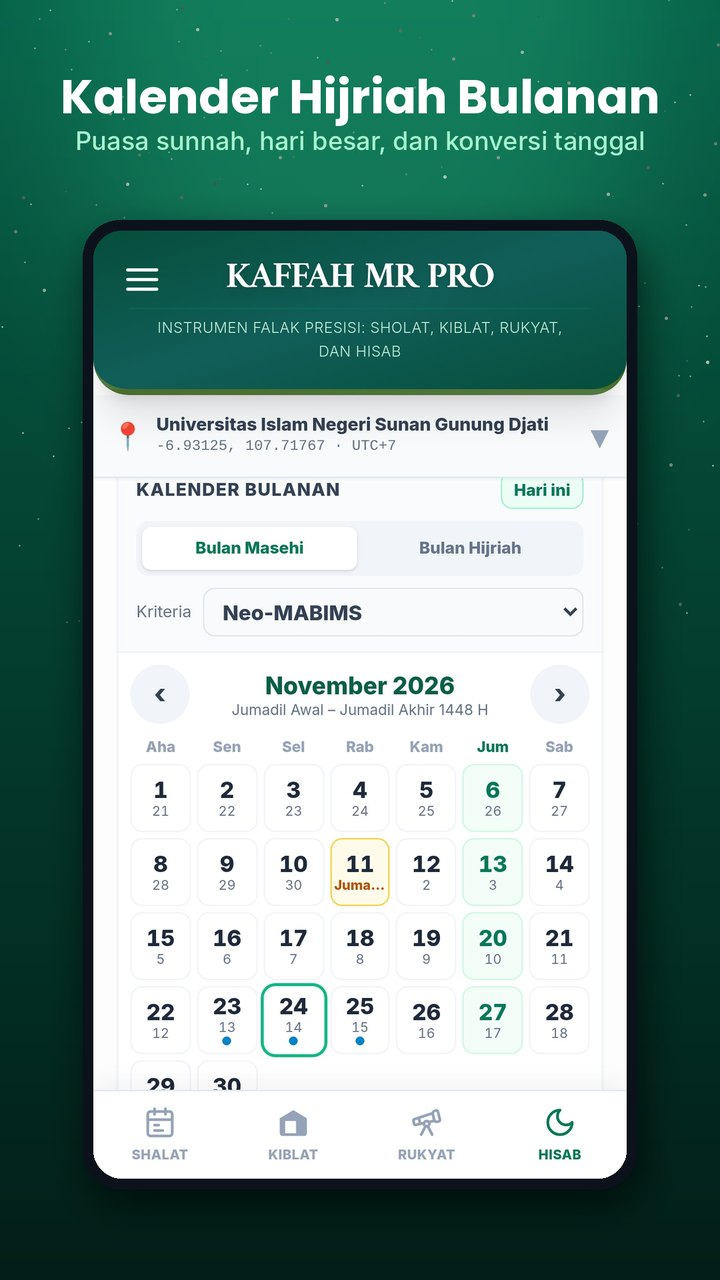 Kalender Hijriah Bulanan
Puasa sunnah, hari besar, dan konversi tanggal
KAFFAH MR PRO
INSTRUMEN FALAK PRESISI: SHOLAT, KIBLAT, RUKYAT,
DAN HISAB
Universitas Islam Negeri Sunan Gunung Djati
-6.93125, 107.71767 · UTC+7
KALENDER BULANAN
Hari ini
Bulan Masehi
Bulan Hijriah
Kriteria
Neo-MABIMS
November 2026
Jumadil Awal – Jumadil Akhir 1448 H
Aha Sen Sel Rab Kam Jum Sab
1 2 3 4 5 6 7
21 22 23 24 25 26 27
8 9 10 11 12 13 14
28 29 30 Juma... 2 3 4
15 16 17 18 19 20 21
5 6 7 8 9 10 11
22 23 24 25 26 27 28
12 13 14 15 16 17 18
29 30
SHALAT KIBLAT RUKYAT HISAB